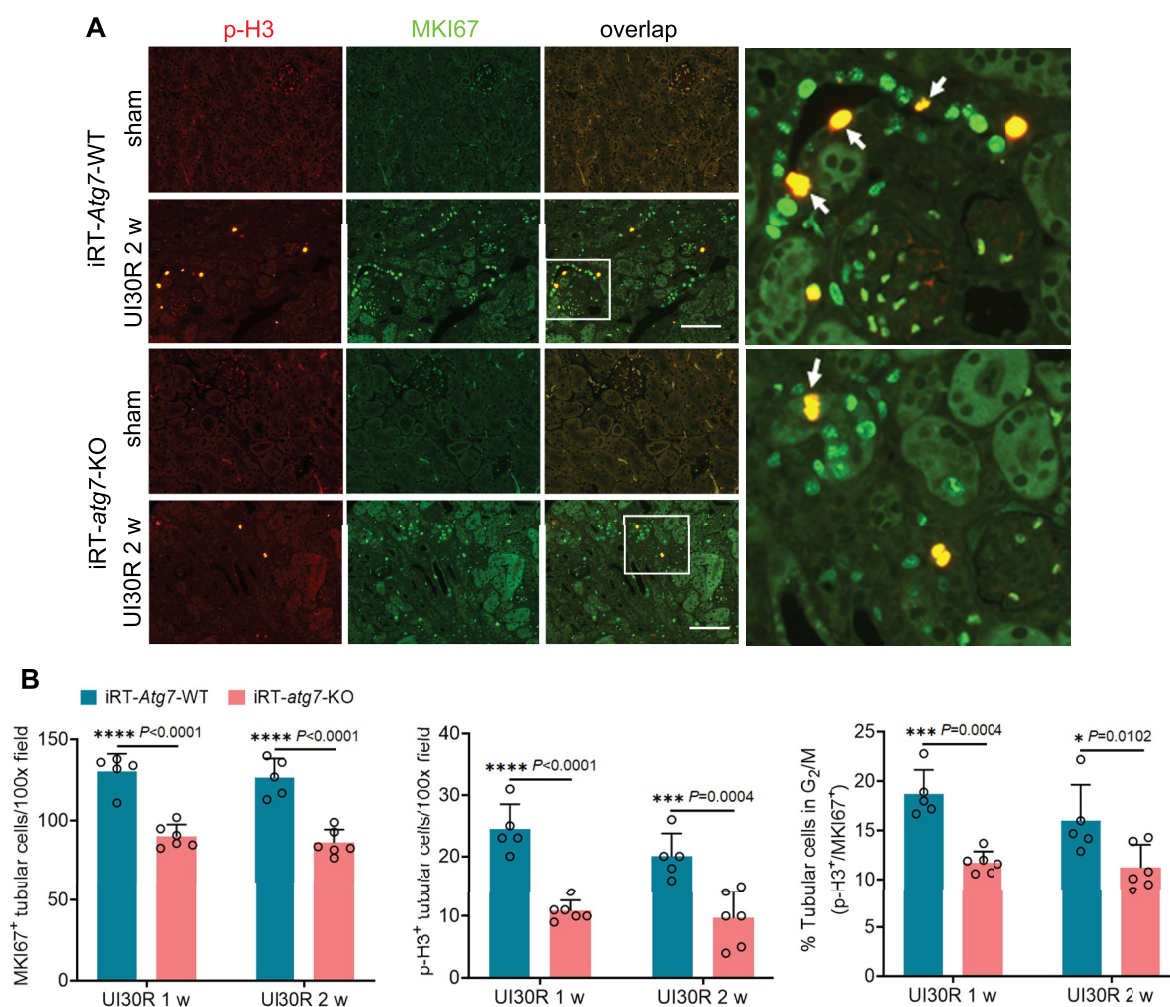 A
p-H3 MKI67 overlap
iRT-Atg7-WT
sham
UI30R 2 w
iRT-atg7-KO
sham
UI30R 2 w
B
iRT-Atg7-WT iRT-atg7-KO
MKI67⁺ tubular cells/100x field
150
100
50
0
**** P<0.0001
**** P<0.0001
UI30R 1 w UI30R 2 w
p-H3⁺ tubular cells/100x field
40
30
20
10
0
**** P<0.0001
*** P=0.0004
UI30R 1 w UI30R 2 w
% Tubular cells in G₂/M
(p-H3⁺/MKI67⁺)
25
20
15
10
5
0
*** P=0.0004
* P=0.0102
UI30R 1 w UI30R 2 w